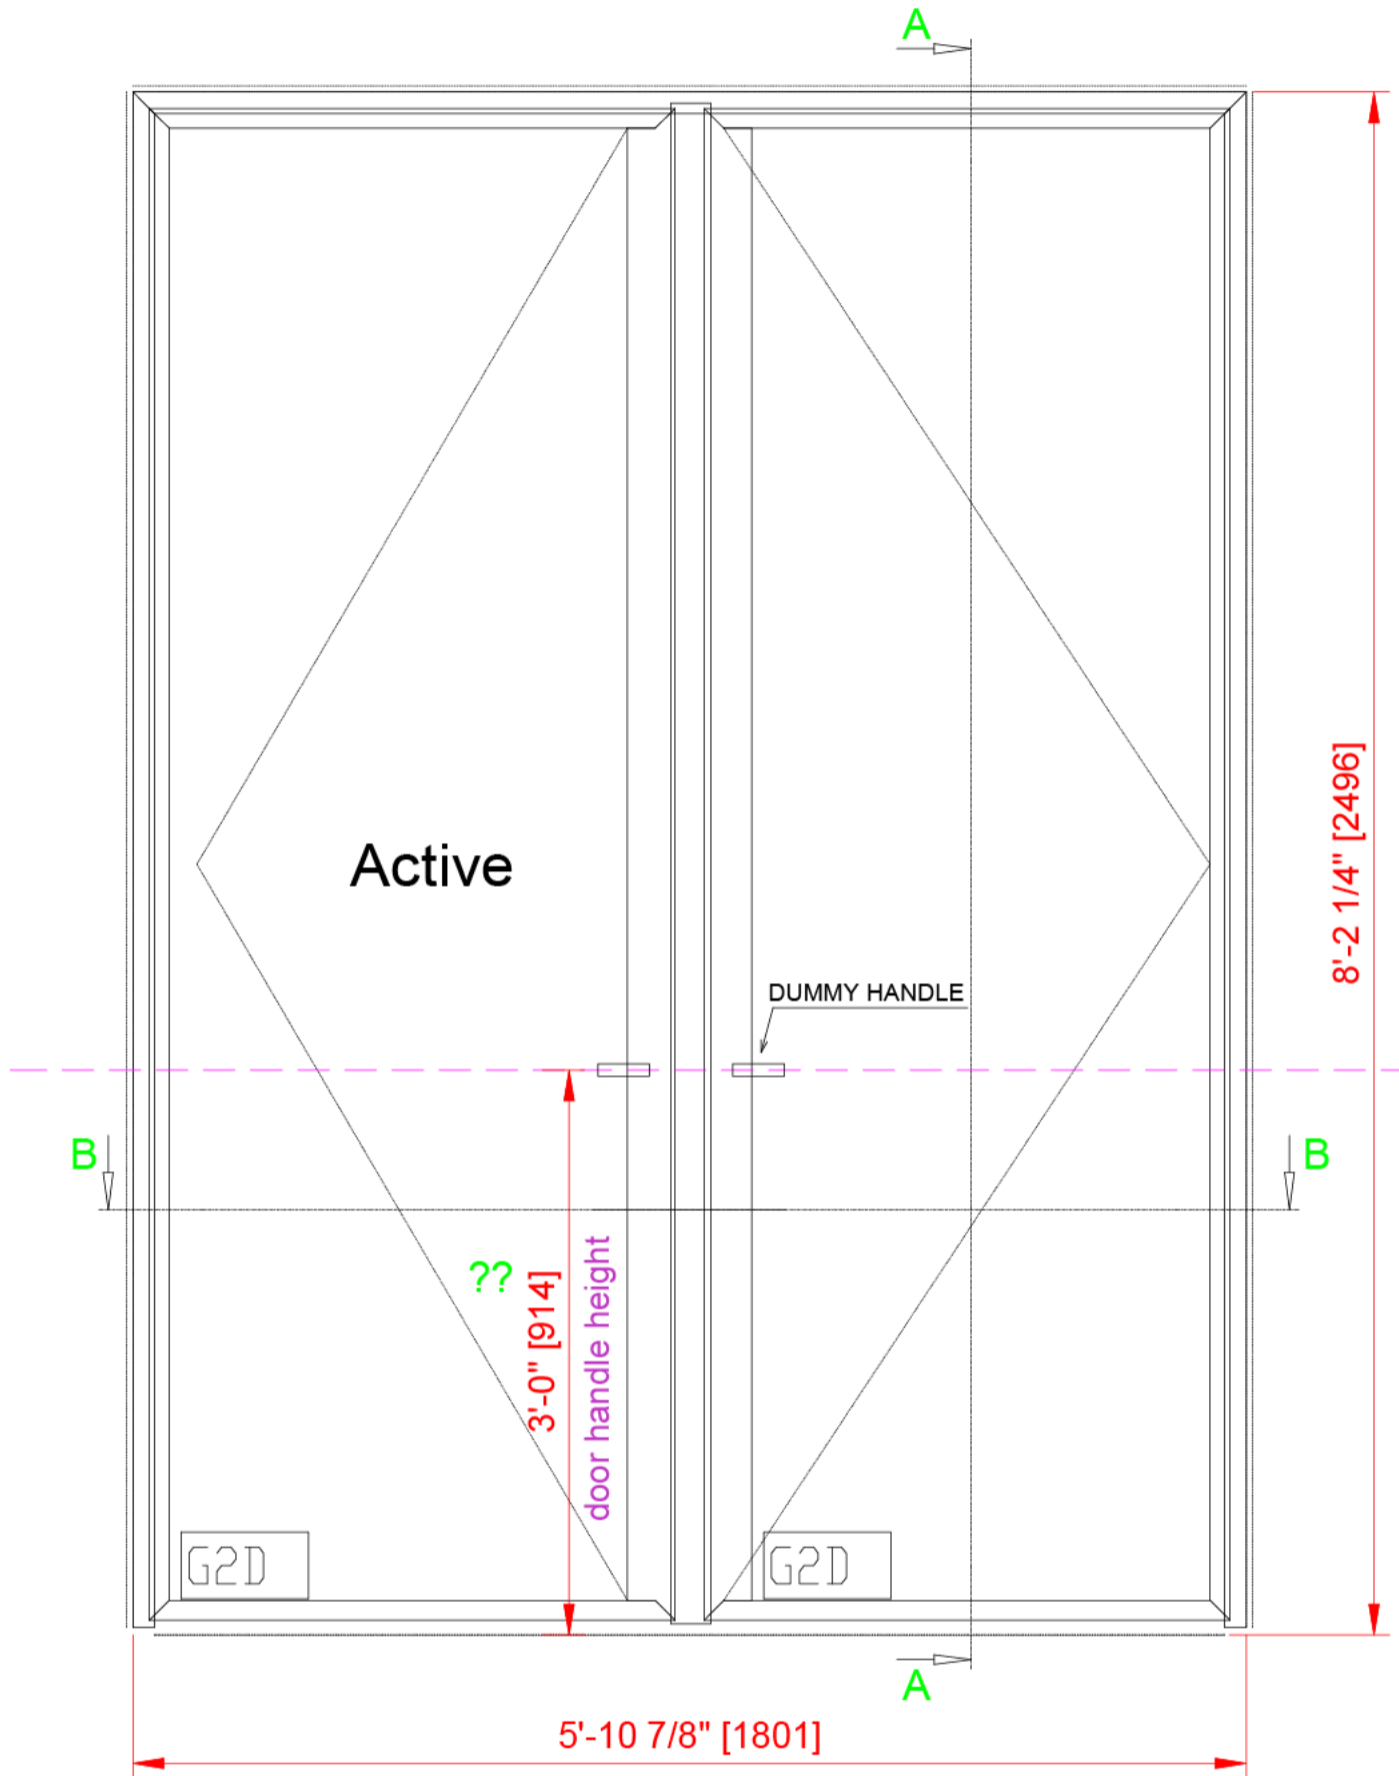 A
8'-2 1/4" [2496]
Active
DUMMY HANDLE
B
B
??
3'-0" [914]
door handle height
G2D
G2D
A
5'-10 7/8" [1801]